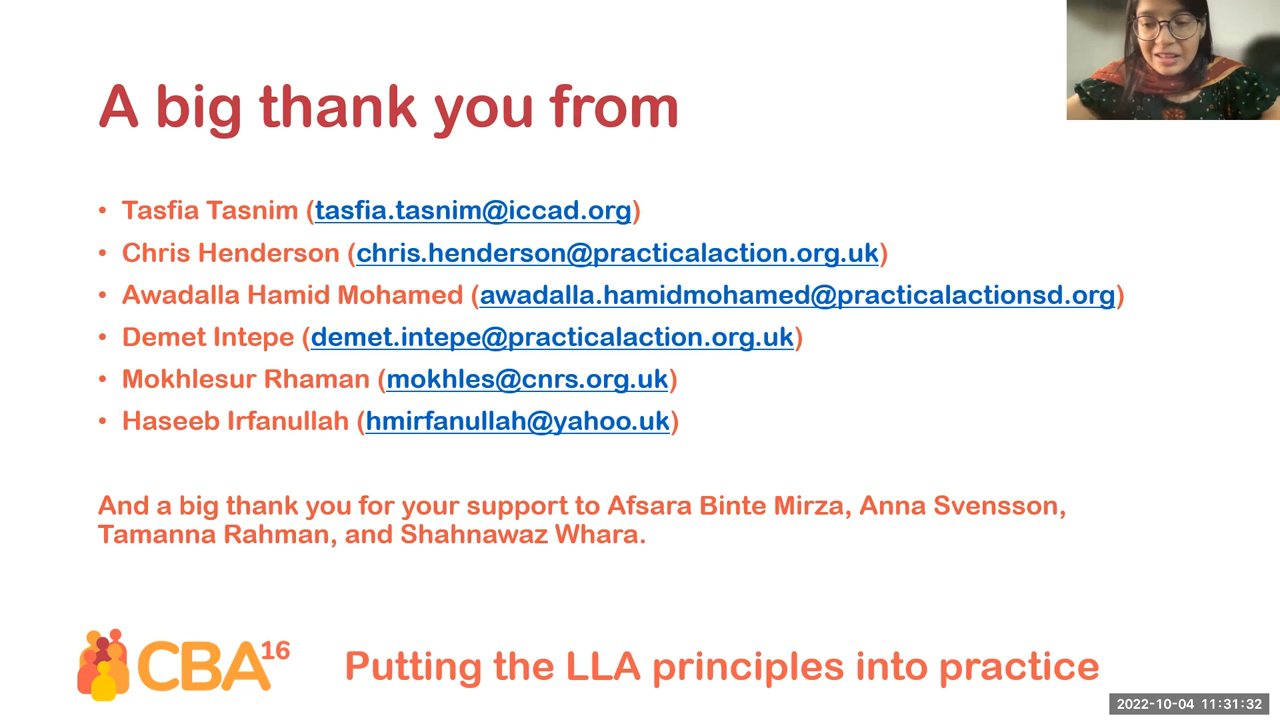 A big thank you from
• Tasfia Tasnim (tasfia.tasnim@iccad.org)
• Chris Henderson (chris.henderson@practicalaction.org.uk)
• Awadalla Hamid Mohamed (awadalla.hamidmohamed@practicalactionsd.org)
• Demet Intepe (demet.intepe@practicalaction.org.uk)
• Mokhlesur Rhaman (mokhles@cnrs.org.uk)
• Haseeb Irfanullah (hmirfanullah@yahoo.uk)
And a big thank you for your support to Afsara Binte Mirza, Anna Svensson,
Tamanna Rahman, and Shahnawaz Whara.
CBA16
Putting the LLA principles into practice
2022-10-04 11:31:32